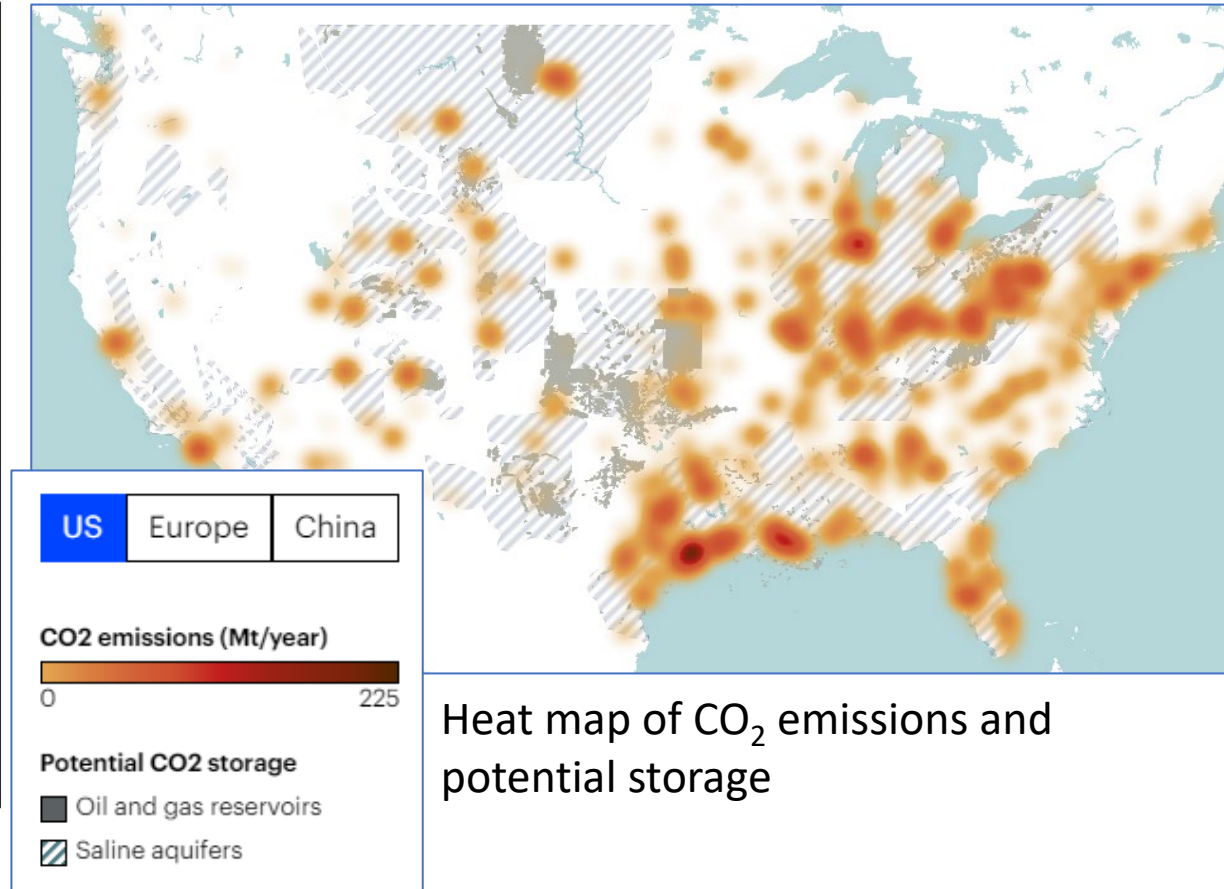 US Europe China
CO2 emissions (Mt/year)
0 225
Potential CO2 storage
Oil and gas reservoirs
Saline aquifers
Heat map of CO₂ emissions and
potential storage